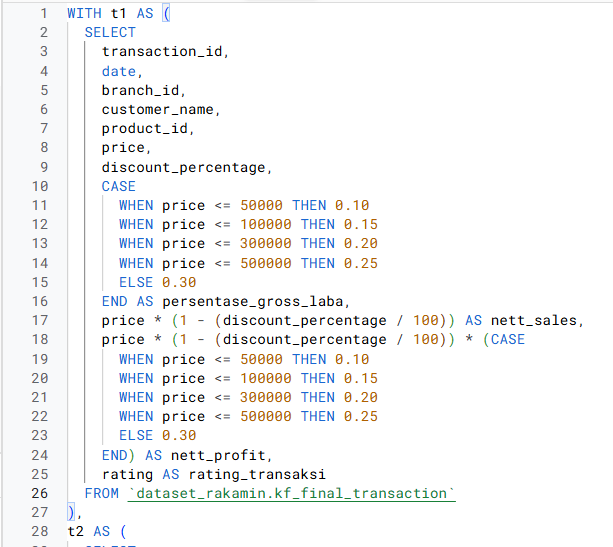 1 WITH t1 AS (
2 SELECT
3 transaction_id,
4 date,
5 branch_id,
6 customer_name,
7 product_id,
8 price,
9 discount_percentage,
10 CASE
11 WHEN price <= 50000 THEN 0.10
12 WHEN price <= 100000 THEN 0.15
13 WHEN price <= 300000 THEN 0.20
14 WHEN price <= 500000 THEN 0.25
15 ELSE 0.30
16 END AS persentase_gross_laba,
17 price * (1 - (discount_percentage / 100)) AS nett_sales,
18 price * (1 - (discount_percentage / 100)) * (CASE
19 WHEN price <= 50000 THEN 0.10
20 WHEN price <= 100000 THEN 0.15
21 WHEN price <= 300000 THEN 0.20
22 WHEN price <= 500000 THEN 0.25
23 ELSE 0.30
24 END) AS nett_profit,
25 rating AS rating_transaksi
26 FROM `dataset_rakamin.kf_final_transaction`
27 ),
28 t2 AS (